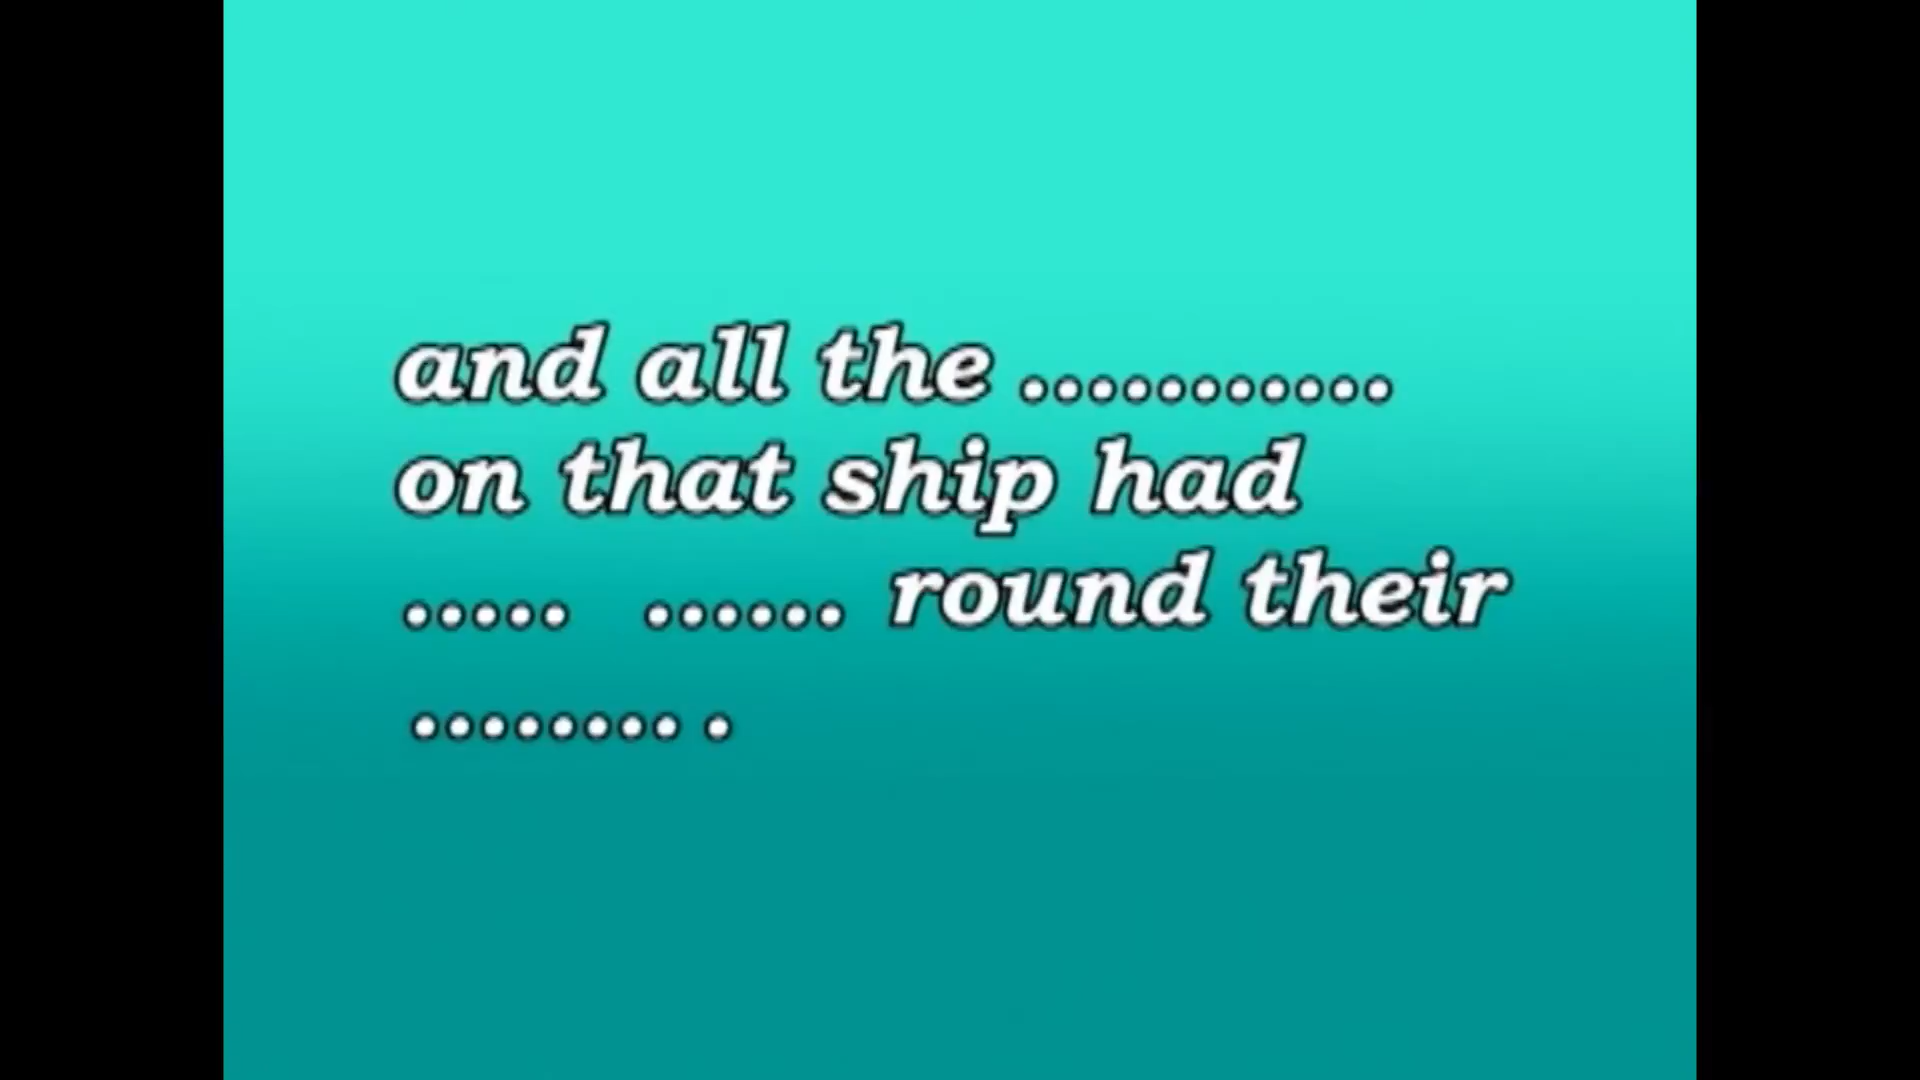 and all the ...........
on that ship had
..... ...... round their
........ .